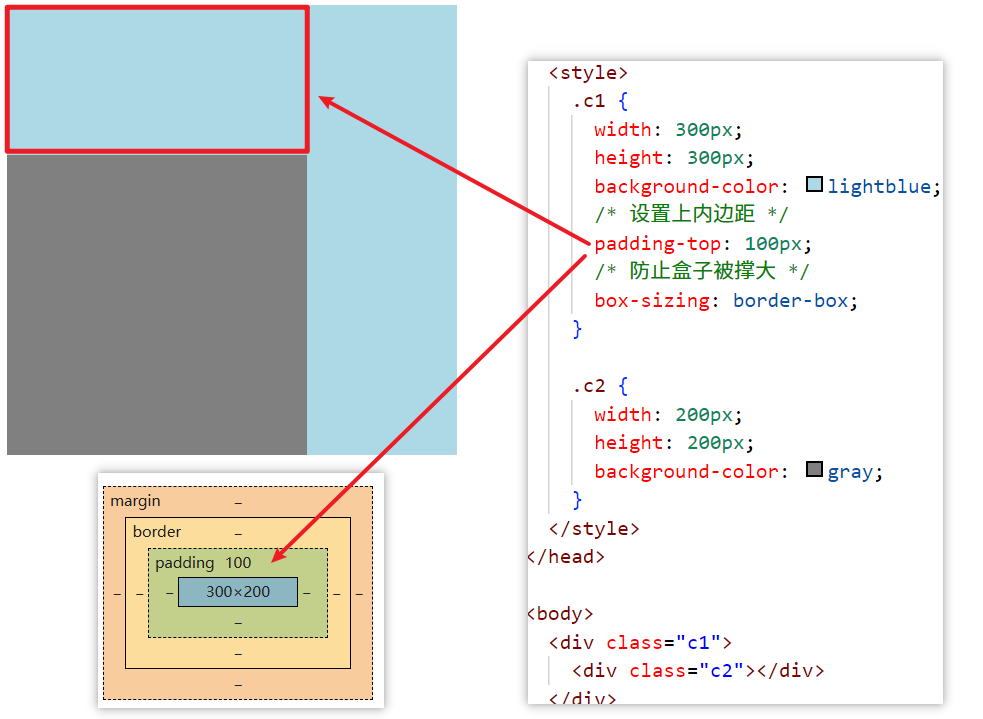 <style>
.c1 {
width: 300px;
height: 300px;
background-color: lightblue;
/* 设置上内边距 */
padding-top: 100px;
/* 防止盒子被撑大 */
box-sizing: border-box;
}
.c2 {
width: 200px;
height: 200px;
background-color: gray;
}
</style>
</head>
<body>
<div class="c1">
<div class="c2"></div>
</div>
margin –
border –
padding 100
– – – 300×200 – – –
–
–
–